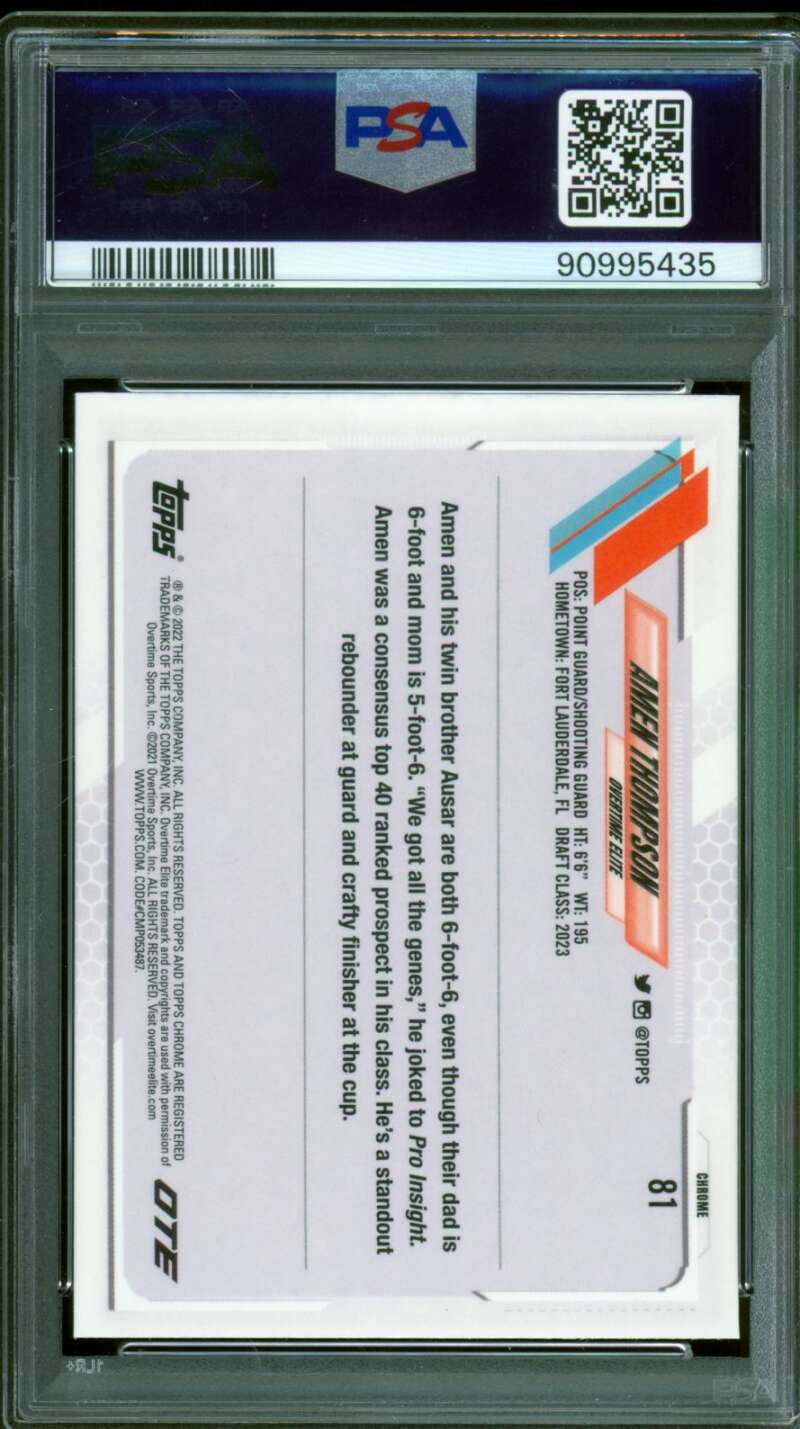 PSA
90995435
CHROME
81
AMEN THOMPSON
OVERTIME ELITE
@TOPPS
POS: POINT GUARD/SHOOTING GUARD HT: 6'6" WT: 195
HOMETOWN: FORT LAUDERDALE, FL DRAFT CLASS: 2023
Amen and his twin brother Ausar are both 6-foot-6, even though their dad is
6-foot and mom is 5-foot-6. “We got all the genes,” he joked to Pro Insight.
Amen was a consensus top 40 ranked prospect in his class. He's a standout
rebounder at guard and crafty finisher at the cup.
topps®
® & © 2022 THE TOPPS COMPANY, INC. ALL RIGHTS RESERVED. TOPPS AND TOPPS CHROME ARE REGISTERED
TRADEMARKS OF THE TOPPS COMPANY, INC. Overtime Elite trademark and copyrights are used with permission of
Overtime Sports, Inc. ©2021 Overtime Sports, Inc. ALL RIGHTS RESERVED. Visit overtimeelite.com
WWW.TOPPS.COM. CODE#CMP053487.
OTE
PSA